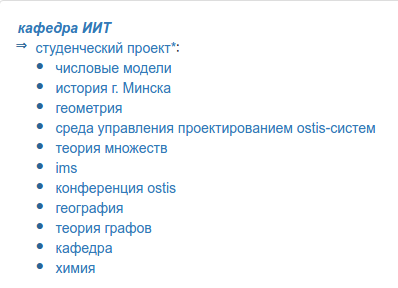 кафедра ИИТ
⇒ студенческий проект*:
• числовые модели
• история г. Минска
• геометрия
• среда управления проектированием ostis-систем
• теория множеств
• ims
• конференция ostis
• география
• теория графов
• кафедра
• химия